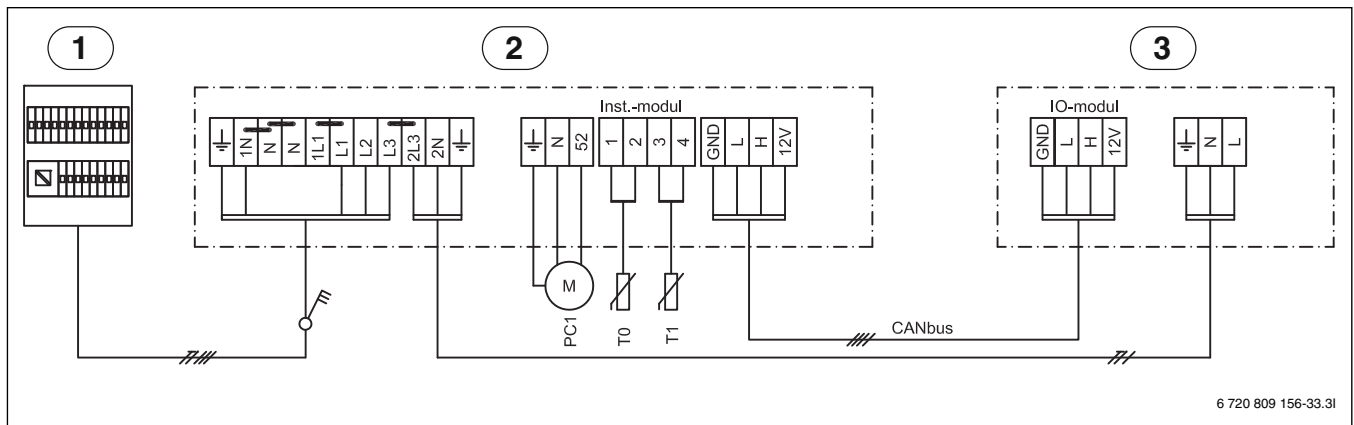 1
2
3
Inst.-modul
IO-modul
1N
N
N
1L1
L1
L2
L3
2L3
2N
N
52
1
2
3
4
GND
L
H
12V
GND
L
H
12V
N
L
M
PC1
T0
T1
CANbus
6 720 809 156-33.3I